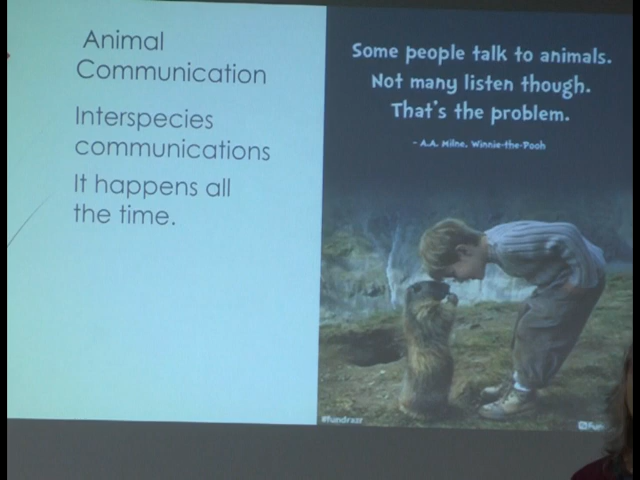 Animal
Communication
Interspecies
communications
It happens all
the time.
Some people talk to animals.
Not many listen though.
That's the problem.
- A.A. Milne, Winnie-the-Pooh
#fundrazr